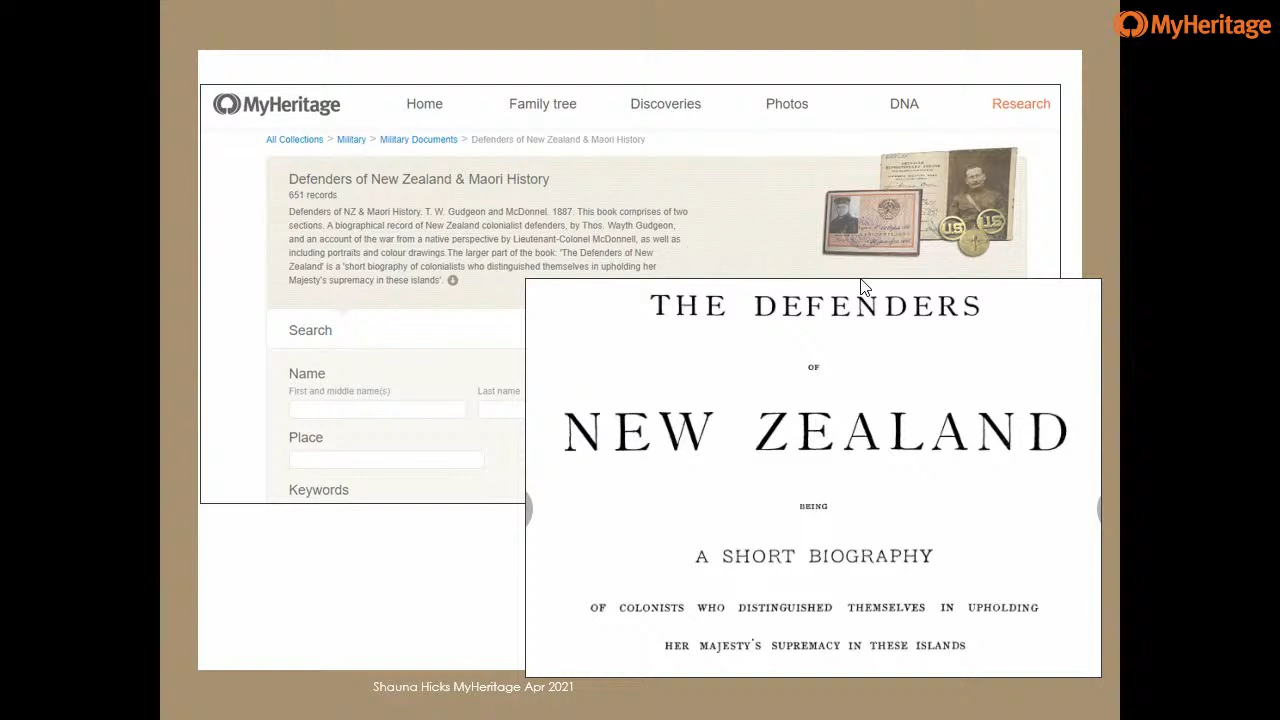 MyHeritage
MyHeritage Home Family tree Discoveries Photos DNA Research
All Collections > Military > Military Documents > Defenders of New Zealand & Maori History
Defenders of New Zealand & Maori History
651 records
Defenders of NZ & Maori History. T. W. Gudgeon and McDonnel. 1887. This book comprises of two
sections. A biographical record of New Zealand colonialist defenders, by Thos. Wayth Gudgeon,
and an account of the war from a native perspective by Lieutenant-Colonel McDonnell, as well as
including portraits and colour drawings.The larger part of the book: 'The Defenders of New
Zealand' is a 'short biography of colonialists who distinguished themselves in upholding her
Majesty's supremacy in these islands'.
US
US
Search
Name
First and middle name(s) Last name
Place
Keywords
THE DEFENDERS
OF
NEW ZEALAND
BEING
A SHORT BIOGRAPHY
OF COLONISTS WHO DISTINGUISHED THEMSELVES IN UPHOLDING
HER MAJESTY'S SUPREMACY IN THESE ISLANDS
Shauna Hicks MyHeritage Apr 2021